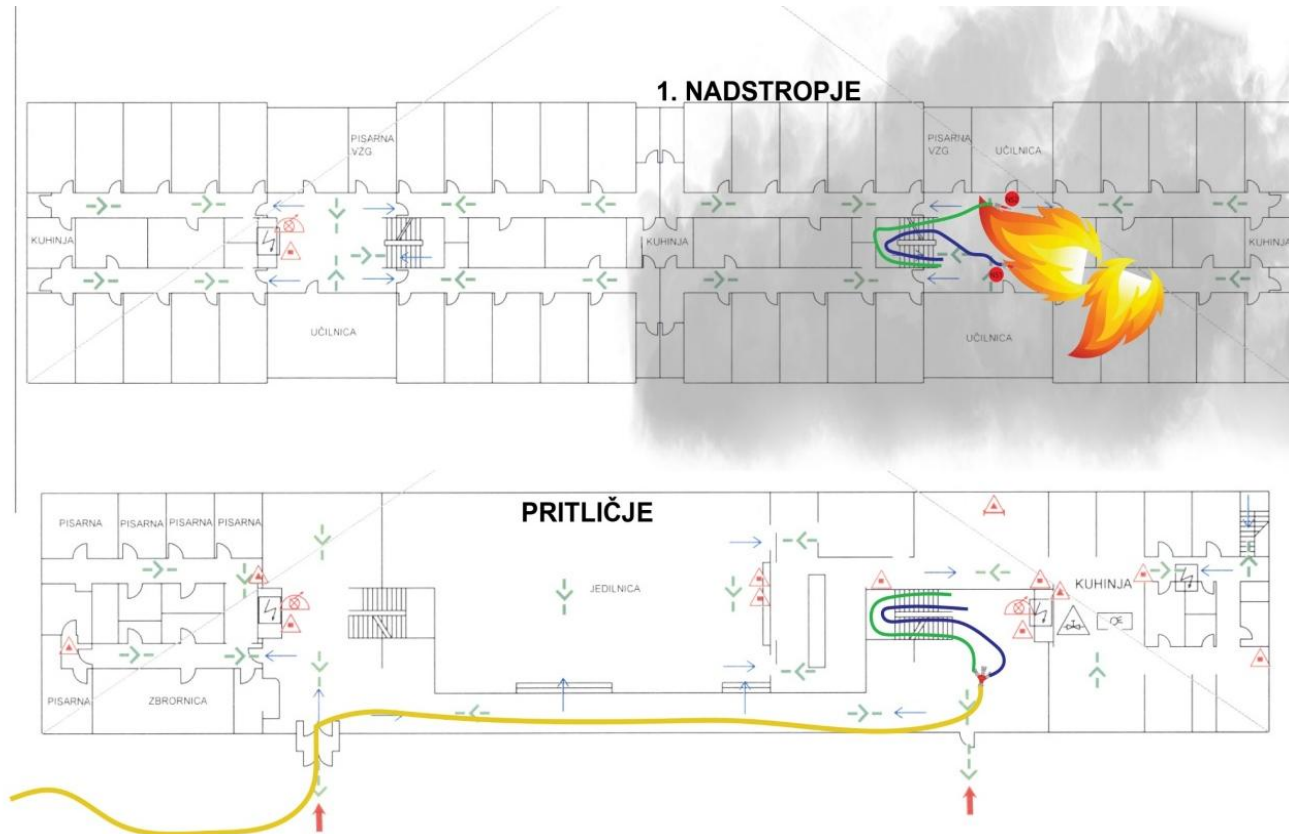 1. NADSTROPJE
PISARNA
VZG.
PISARNA
VZG.
UČILNICA
KUHINJA
KUHINJA
KUHINJA
UČILNICA
UČILNICA
PRITLIČJE
PISARNA
PISARNA
PISARNA
PISARNA
JEDILNICA
KUHINJA
PISARNA
ZBRORNICA